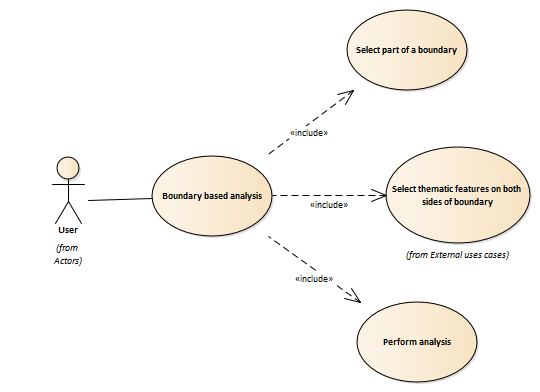 Select part of a boundary
«include»
Boundary based analysis
Select thematic features on both
sides of boundary
«include»
User
(from
Actors)
(from External uses cases)
«include»
Perform analysis